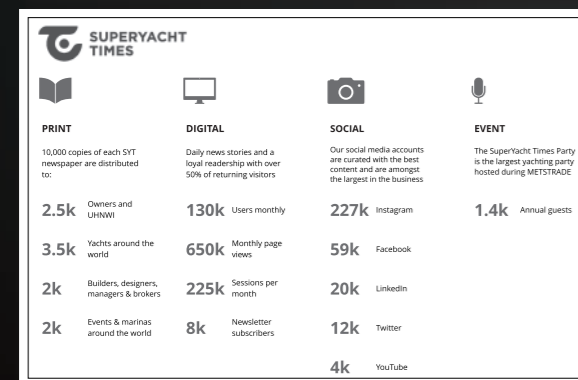 SUPERYACHT
TIMES
PRINT
10,000 copies of each SYT
newspaper are distributed
to:
2.5k Owners and
UHNWI
3.5k Yachts around the
world
2k Builders, designers,
managers & brokers
2k Events & marinas
around the world
DIGITAL
Daily news stories and a
loyal readership with over
50% of returning visitors
130k Users monthly
650k Monthly page
views
225k Sessions per
month
8k Newsletter
subscribers
SOCIAL
Our social media accounts
are curated with the best
content and are amongst
the largest in the business
227k Instagram
59k Facebook
20k LinkedIn
12k Twitter
4k YouTube
EVENT
The SuperYacht Times Party
is the largest yachting party
hosted during METSTRADE
1.4k Annual guests